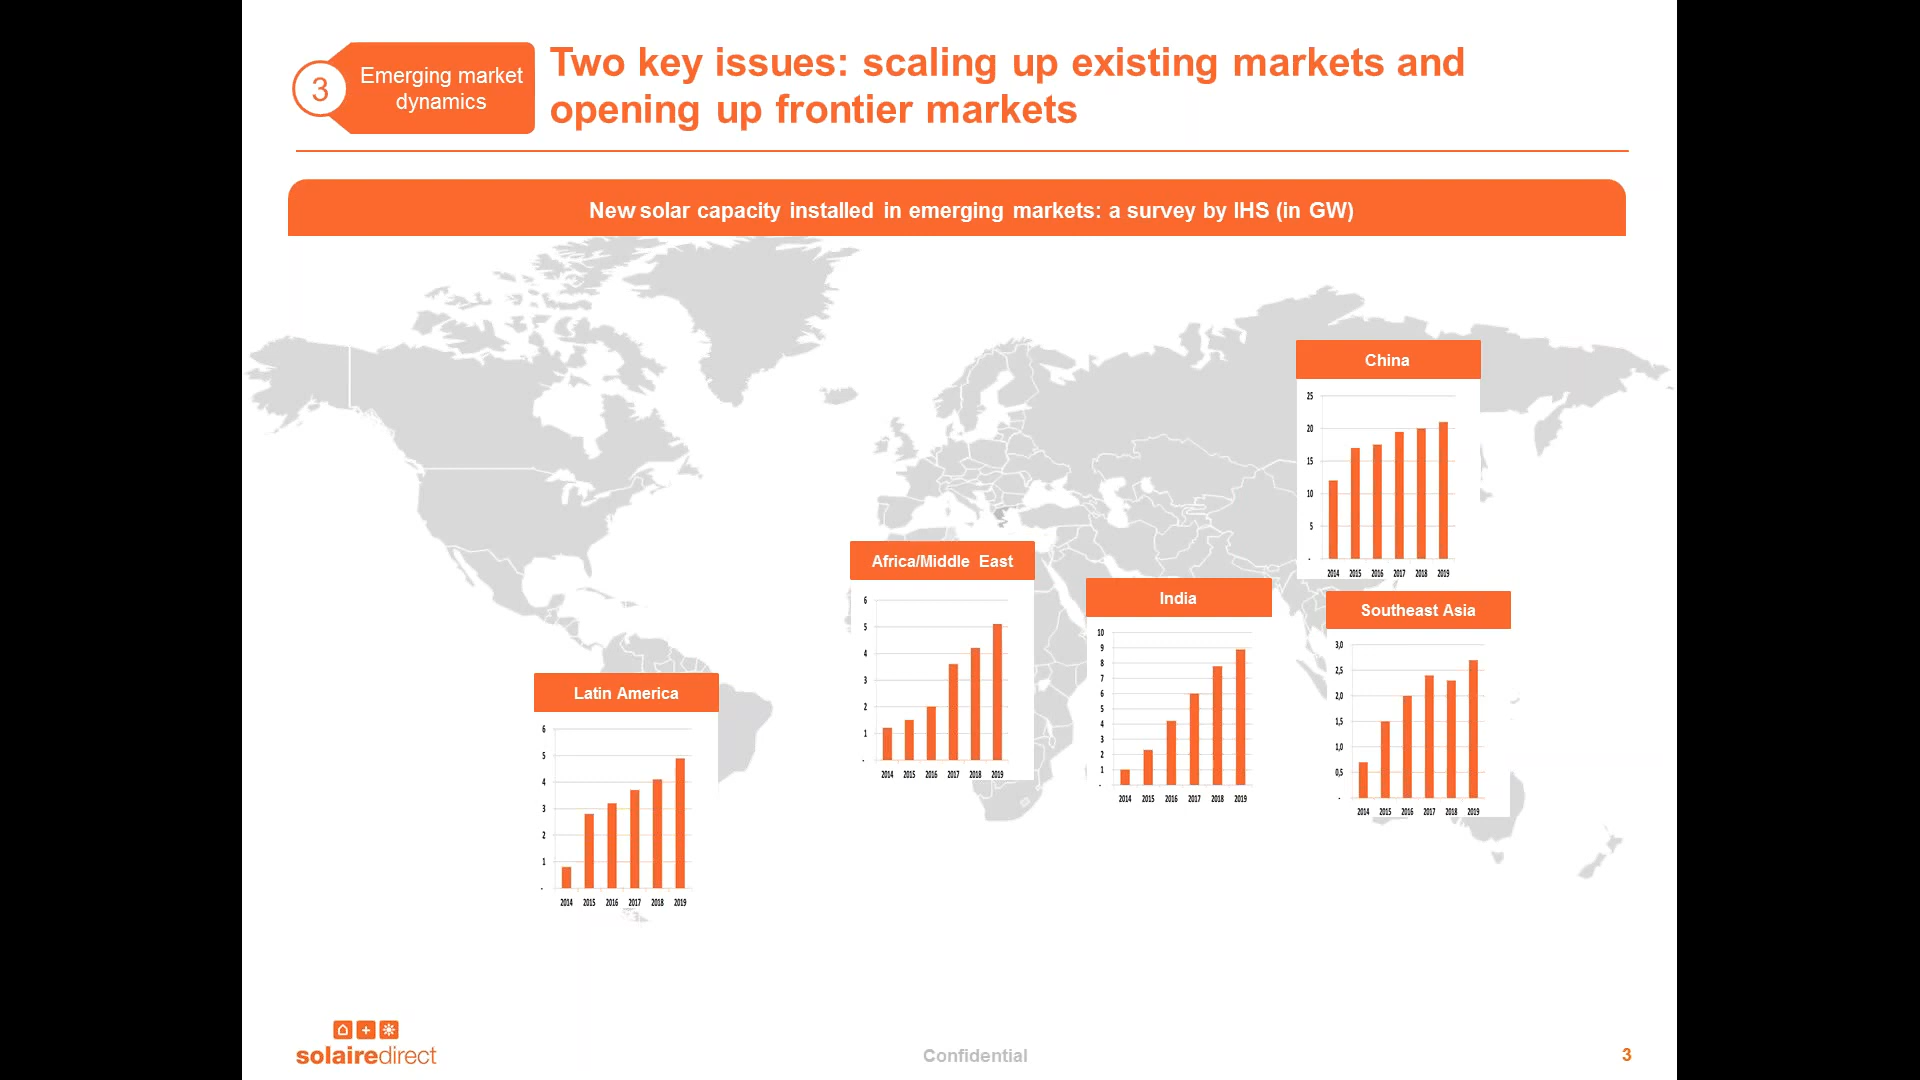 3
Emerging market
dynamics
Two key issues: scaling up existing markets and
opening up frontier markets
New solar capacity installed in emerging markets: a survey by IHS (in GW)
China
25
20
15
10
5
-
2014 2015 2016 2017 2018 2019
Africa/Middle East
6
5
4
3
2
1
-
2014 2015 2016 2017 2018 2019
India
10
9
8
7
6
5
4
3
2
1
-
2014 2015 2016 2017 2018 2019
Southeast Asia
3,0
2,5
2,0
1,5
1,0
0,5
-
2014 2015 2016 2017 2018 2019
Latin America
6
5
4
3
2
1
-
2014 2015 2016 2017 2018 2019
solairedirect
Confidential
3